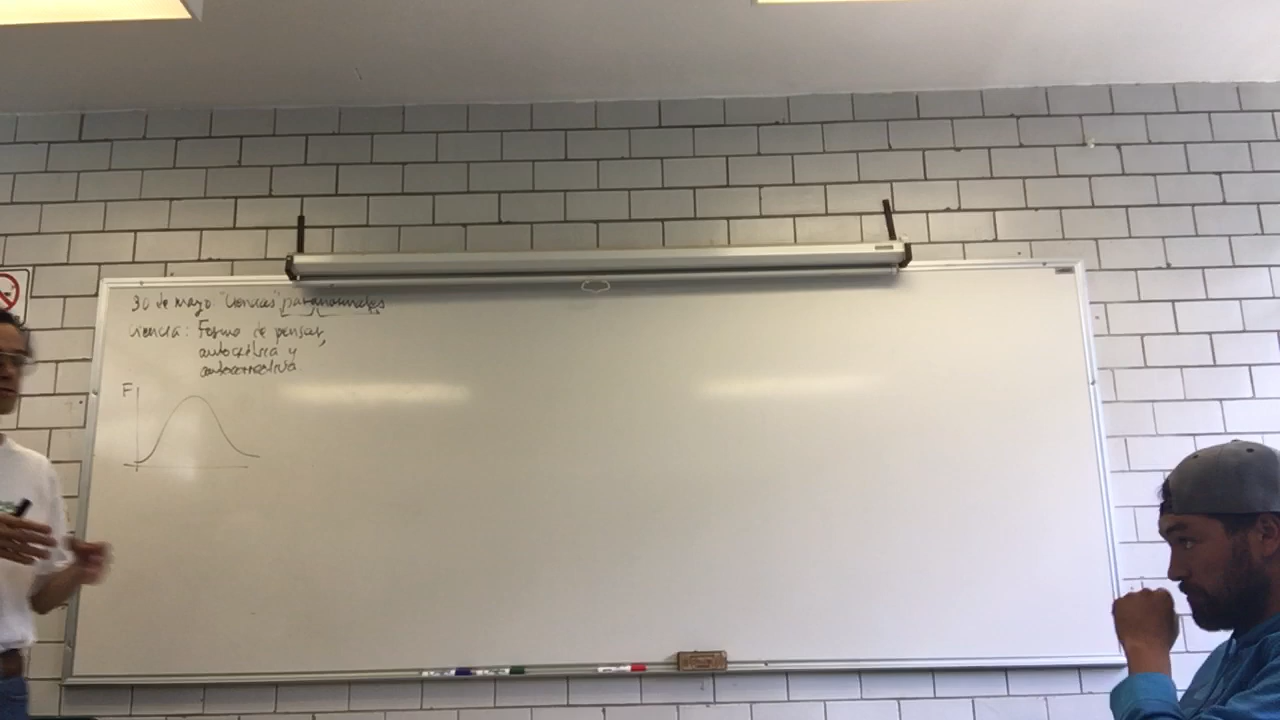 30 de mayo "Ciencias" paranormales
Ciencia: Forma de pensar,
autocrítica y
autocorrectiva
F